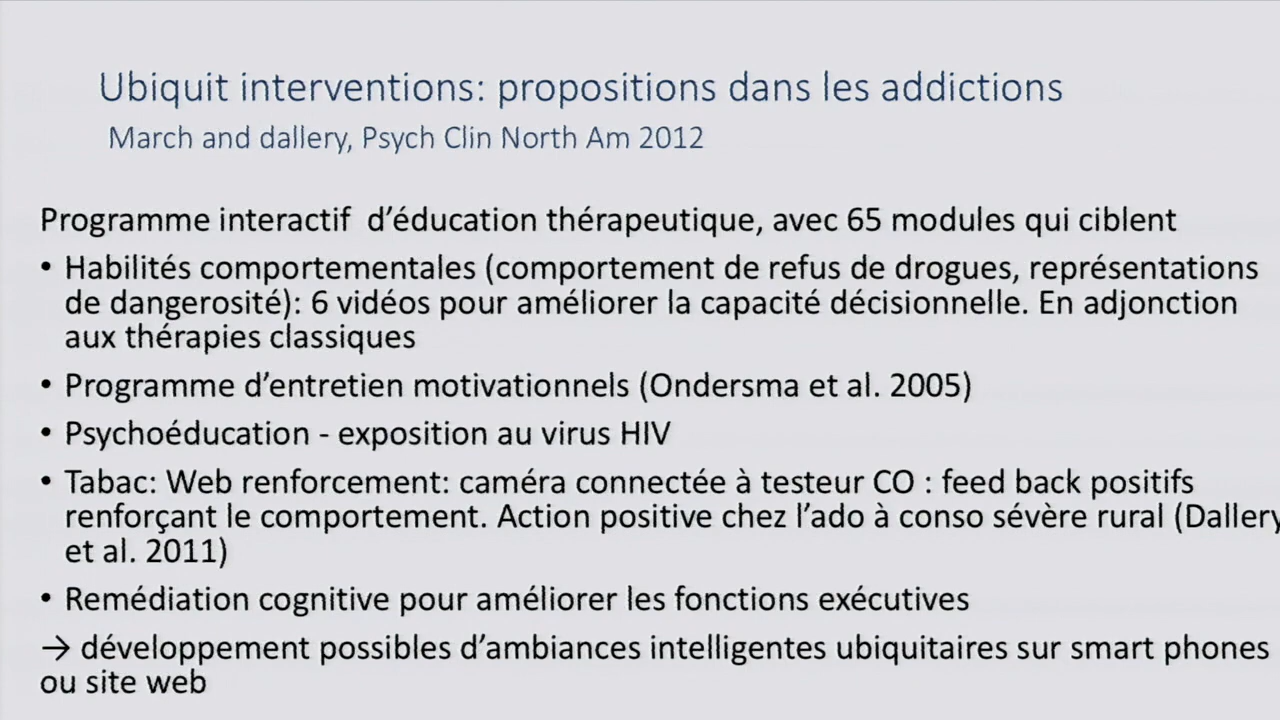 Ubiquit interventions: propositions dans les addictions
March and dallery, Psych Clin North Am 2012
Programme interactif d’éducation thérapeutique, avec 65 modules qui ciblent
• Habilités comportementales (comportement de refus de drogues, représentations
de dangerosité): 6 vidéos pour améliorer la capacité décisionnelle. En adjonction
aux thérapies classiques
• Programme d’entretien motivationnels (Ondersma et al. 2005)
• Psychoéducation - exposition au virus HIV
• Tabac: Web renforcement: caméra connectée à testeur CO : feed back positifs
renforçant le comportement. Action positive chez l’ado à conso sévère rural (Dallery
et al. 2011)
• Remédiation cognitive pour améliorer les fonctions exécutives
→ développement possibles d’ambiances intelligentes ubiquitaires sur smart phones
ou site web